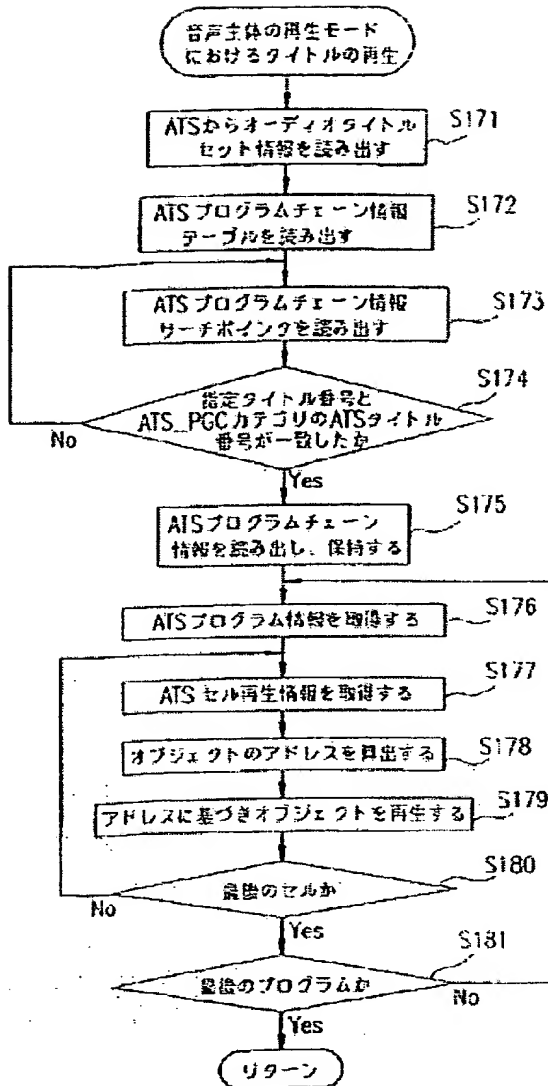 音声主体の再生モード
におけるタイトルの再生
ATSからオーディオタイトル
セット情報を読み出す
S171
ATSプログラムチェーン情報
テーブルを読み出す
S172
ATSプログラムチェーン情報
サーチポインタを読み出す
S173
指定タイトル番号と
ATS_PGCカテゴリのATSタイトル
番号が一致したか
S174
No
Yes
ATSプログラムチェーン
情報を読み出し、保持する
S175
ATSプログラム情報を取得する
S176
ATSセル再生情報を取得する
S177
オブジェクトのアドレスを算出する
S178
アドレスに基づきオブジェクトを再生する
S179
最後のセルか
S180
No
Yes
最後のプログラムか
S181
No
Yes
リターン